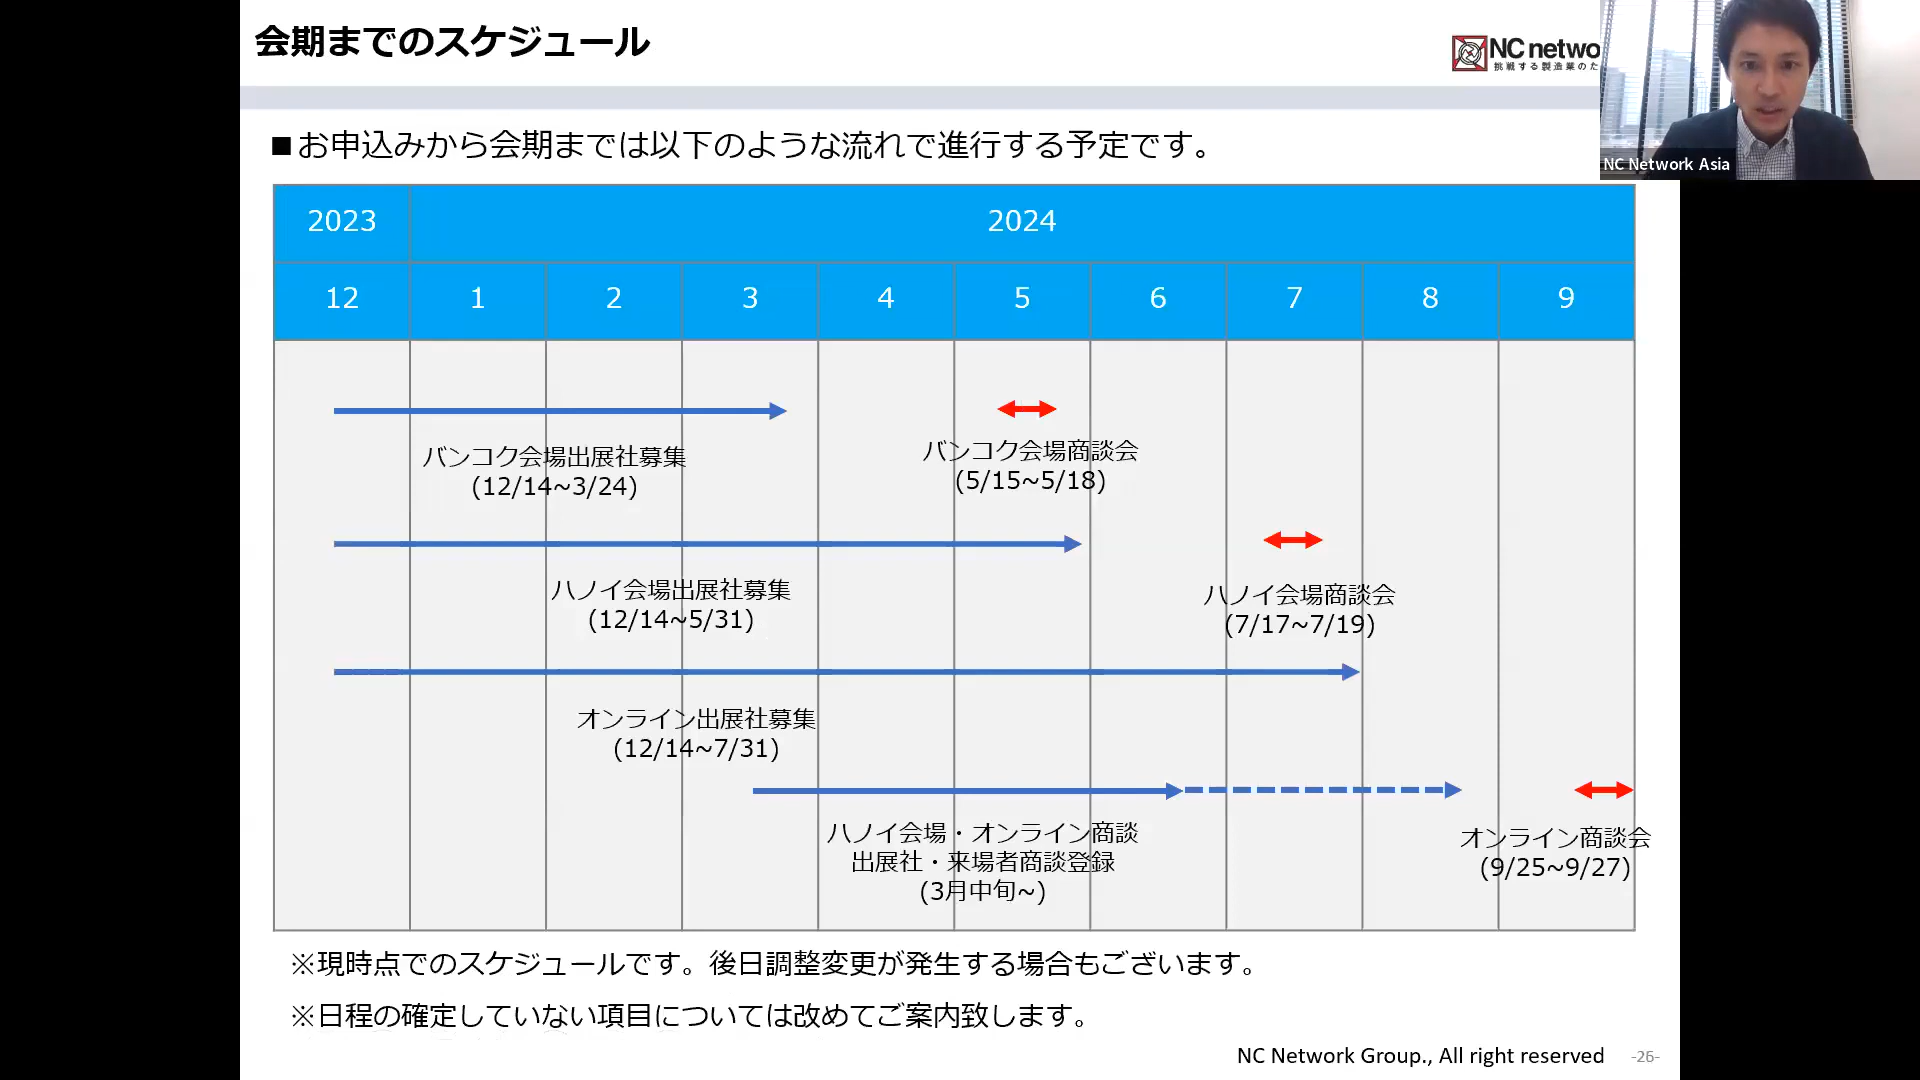 会期までのスケジュール
NC netwo
挑戦する製造業のた
NC Network Asia
■お申込みから会期までは以下のような流れで進行する予定です。
2023 2024
12 1 2 3 4 5 6 7 8 9
バンコク会場出展社募集
(12/14~3/24)
バンコク会場商談会
(5/15~5/18)
ハノイ会場出展社募集
(12/14~5/31)
ハノイ会場商談会
(7/17~7/19)
オンライン出展社募集
(12/14~7/31)
ハノイ会場・オンライン商談
出展社・来場者商談登録
(3月中旬~)
オンライン商談会
(9/25~9/27)
※現時点でのスケジュールです。後日調整変更が発生する場合もございます。
※日程の確定していない項目については改めてご案内致します。
NC Network Group., All right reserved
-26-